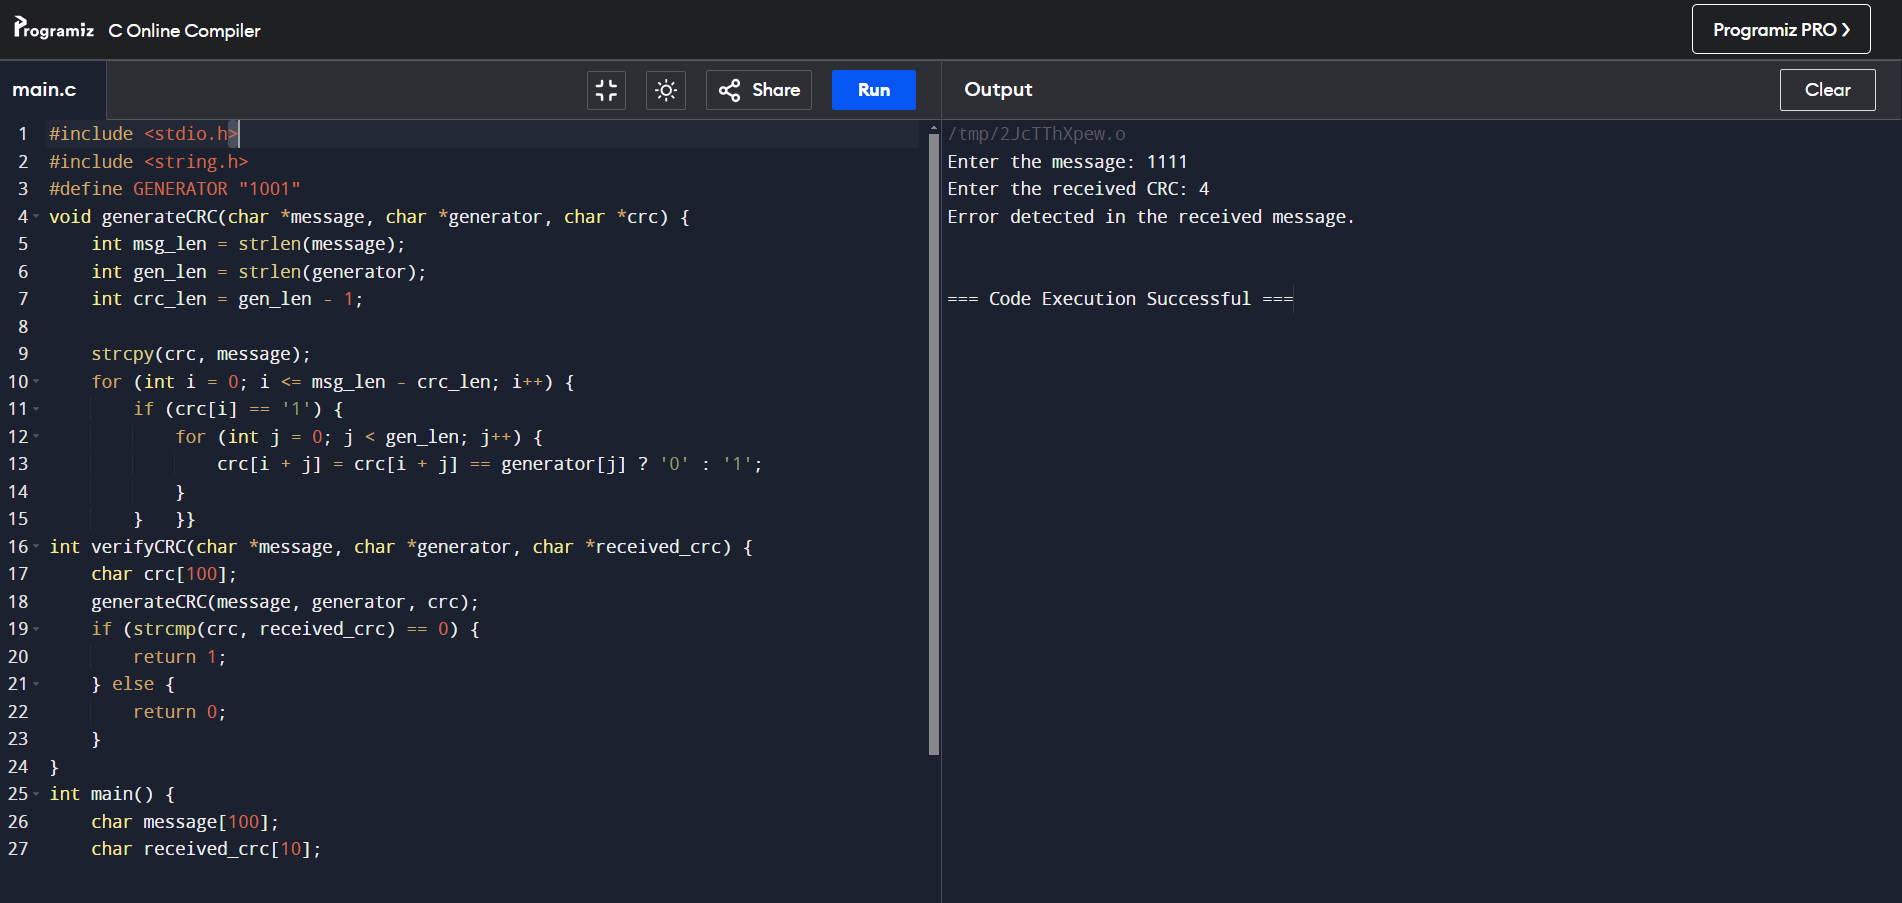 Programiz C Online Compiler
Programiz PRO ❯
main.c
Share
Run
Output
Clear
1 #include <stdio.h>
2 #include <string.h>
3 #define GENERATOR "1001"
4 void generateCRC(char *message, char *generator, char *crc) {
5     int msg_len = strlen(message);
6     int gen_len = strlen(generator);
7     int crc_len = gen_len - 1;
8
9     strcpy(crc, message);
10     for (int i = 0; i <= msg_len - crc_len; i++) {
11         if (crc[i] == '1') {
12             for (int j = 0; j < gen_len; j++) {
13                 crc[i + j] = crc[i + j] == generator[j] ? '0' : '1';
14             }
15         }   }}
16 int verifyCRC(char *message, char *generator, char *received_crc) {
17     char crc[100];
18     generateCRC(message, generator, crc);
19     if (strcmp(crc, received_crc) == 0) {
20         return 1;
21     } else {
22         return 0;
23     }
24 }
25 int main() {
26     char message[100];
27     char received_crc[10];
/tmp/2JcTThXpew.o
Enter the message: 1111
Enter the received CRC: 4
Error detected in the received message.
=== Code Execution Successful ===